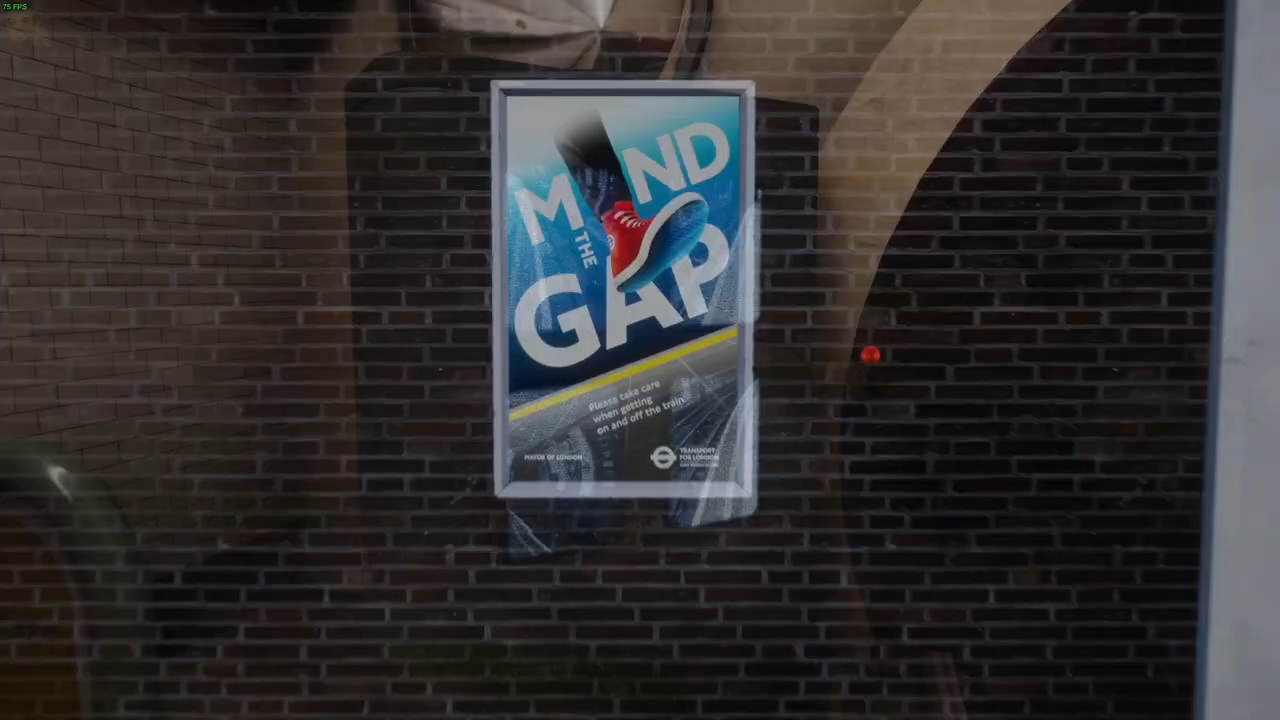 75 FPS
M ND
THE
GAP
Please take care
when getting
on and off the train
MAYOR OF LONDON
TRANSPORT
FOR LONDON